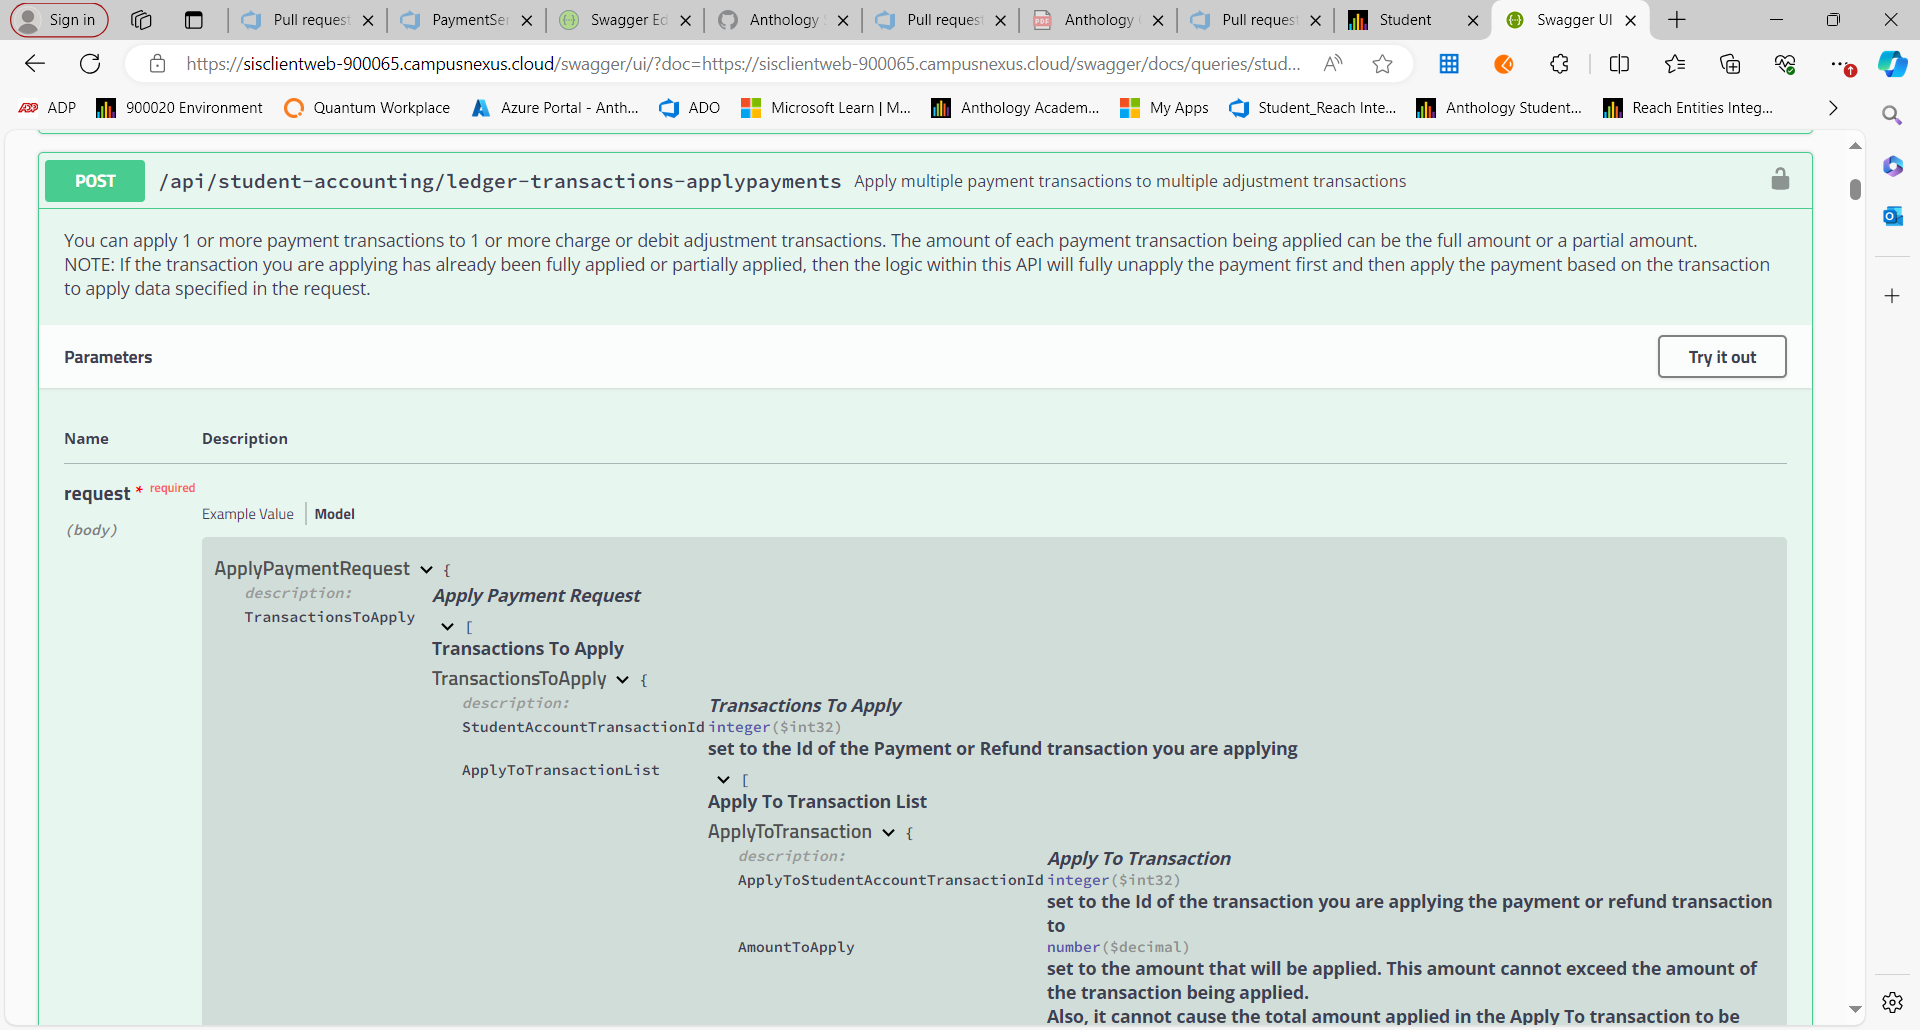 Sign in
Pull request
PaymentSer
Swagger Ed
Anthology
Pull request
Anthology
Pull request
Student
Swagger UI
https://sisclientweb-900065.campusnexus.cloud/swagger/ui/?doc=https://sisclientweb-900065.campusnexus.cloud/swagger/docs/queries/stud...
ADP
900020 Environment
Quantum Workplace
Azure Portal - Anth...
ADO
Microsoft Learn | M...
Anthology Academ...
My Apps
Student_Reach Inte...
Anthology Student...
Reach Entities Integ...
POST /api/student-accounting/ledger-transactions-applypayments Apply multiple payment transactions to multiple adjustment transactions
You can apply 1 or more payment transactions to 1 or more charge or debit adjustment transactions. The amount of each payment transaction being applied can be the full amount or a partial amount.
NOTE: If the transaction you are applying has already been fully applied or partially applied, then the logic within this API will fully unapply the payment first and then apply the payment based on the transaction
to apply data specified in the request.
Parameters
Try it out
Name Description
request * required
(body)
Example Value Model
ApplyPaymentRequest {
description: Apply Payment Request
TransactionsToApply
[
Transactions To Apply
TransactionsToApply {
description: Transactions To Apply
StudentAccountTransactionId integer($int32)
set to the Id of the Payment or Refund transaction you are applying
ApplyToTransactionList
[
Apply To Transaction List
ApplyToTransaction {
description: Apply To Transaction
ApplyToStudentAccountTransactionId integer($int32)
set to the Id of the transaction you are applying the payment or refund transaction
to
AmountToApply number($decimal)
set to the amount that will be applied. This amount cannot exceed the amount of
the transaction being applied.
Also, it cannot cause the total amount applied in the Apply To transaction to be